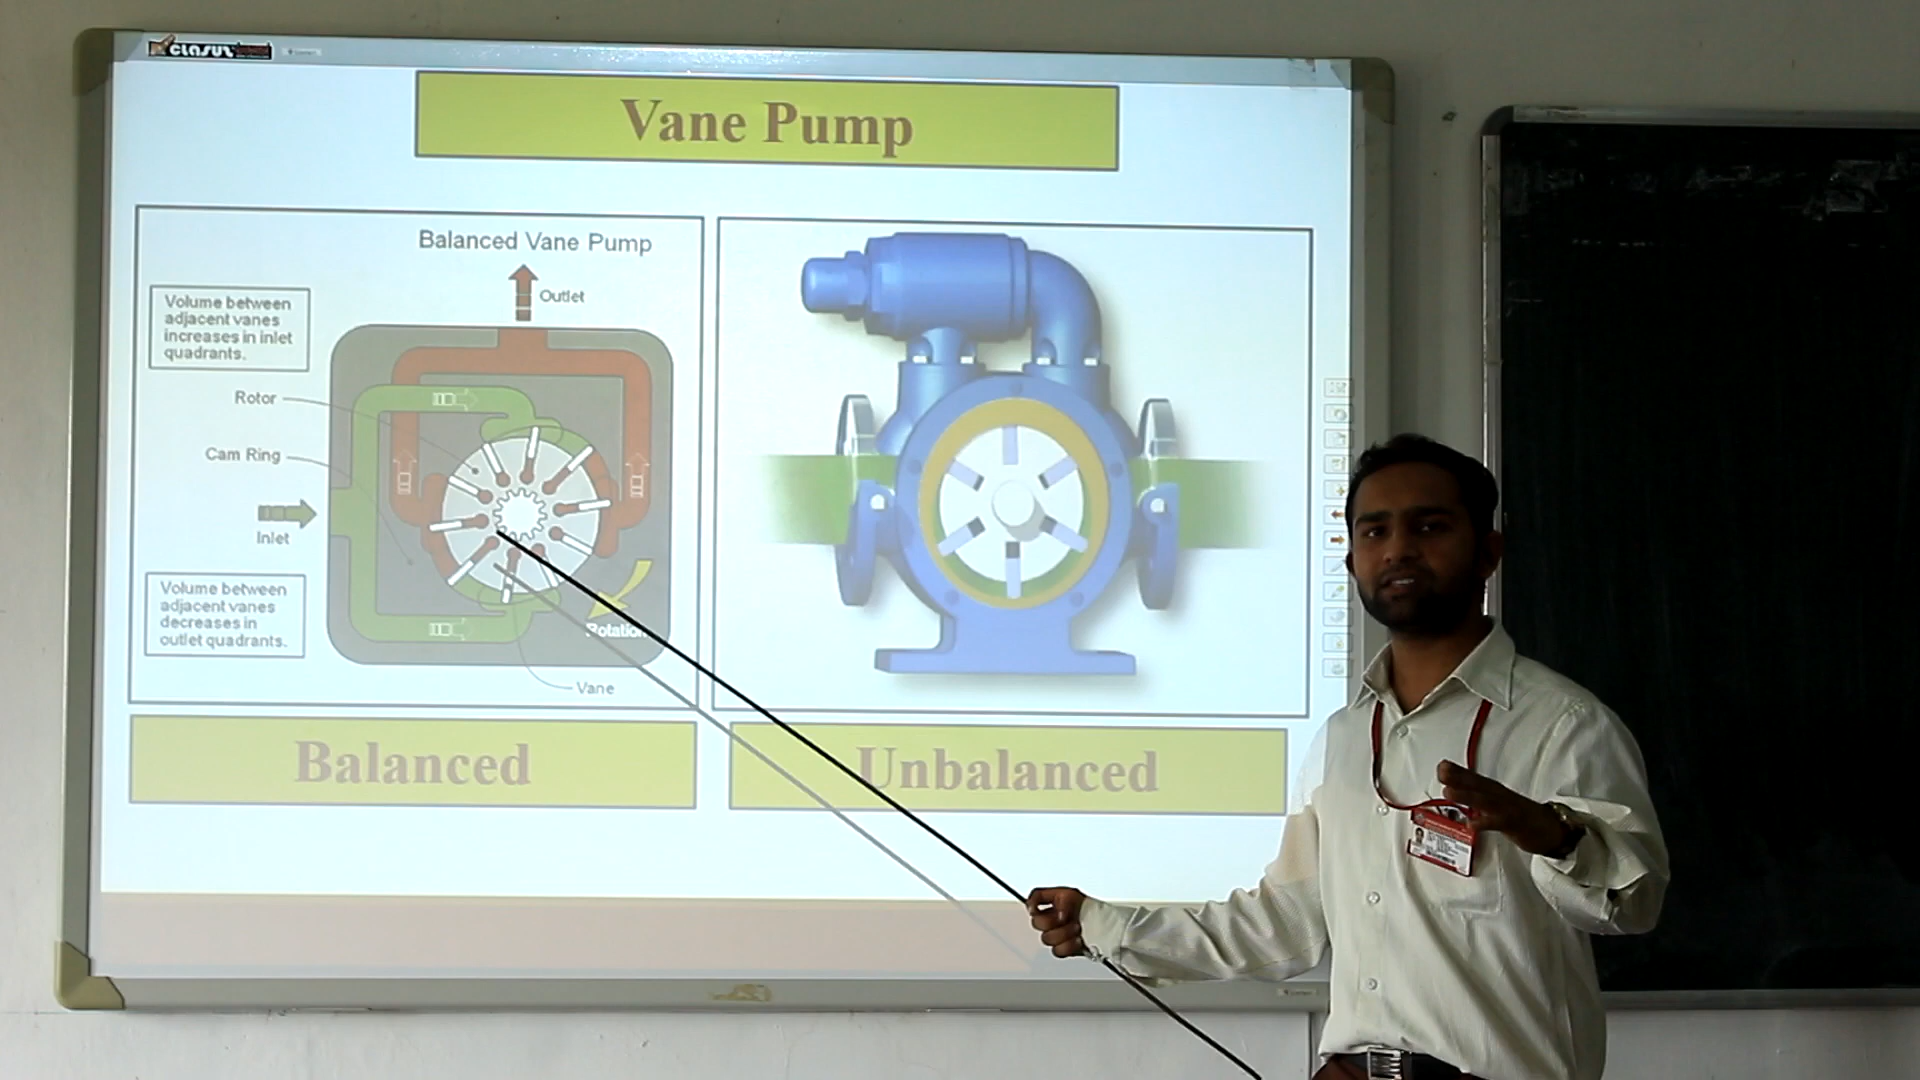 CLASUS
Vane Pump
Balanced Vane Pump
Outlet
Volume between
adjacent vanes
increases in inlet
quadrants.
Rotor
Cam Ring
Inlet
Volume between
adjacent vanes
decreases in
outlet quadrants.
Rotation
Vane
Balanced
Unbalanced